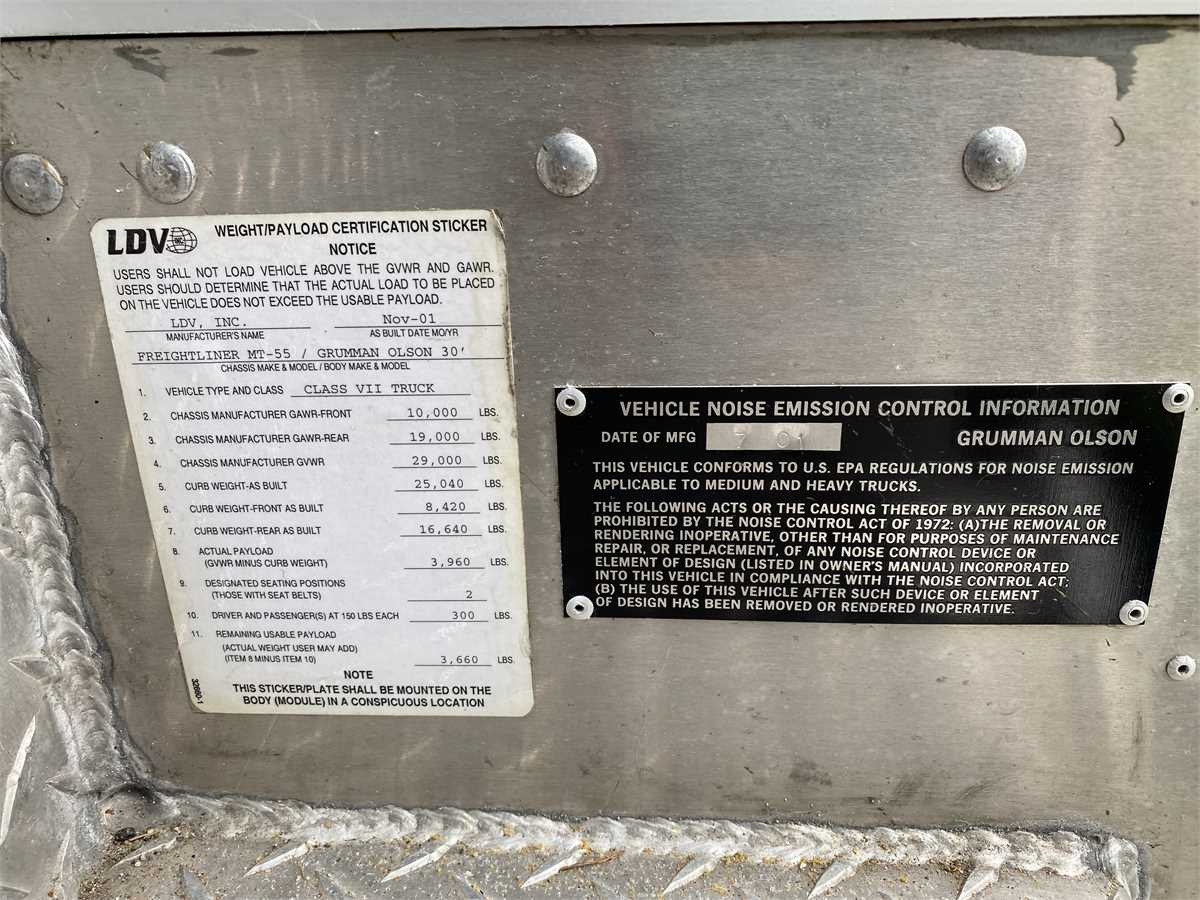 LDV INC. WEIGHT/PAYLOAD CERTIFICATION STICKER
NOTICE
USERS SHALL NOT LOAD VEHICLE ABOVE THE GVWR AND GAWR.
USERS SHOULD DETERMINE THAT THE ACTUAL LOAD TO BE PLACED
ON THE VEHICLE DOES NOT EXCEED THE USABLE PAYLOAD.
LDV, INC. Nov-01
MANUFACTURER'S NAME AS BUILT DATE MO/YR
FREIGHTLINER MT-55 / GRUMMAN OLSON 30'
CHASSIS MAKE & MODEL / BODY MAKE & MODEL
1. VEHICLE TYPE AND CLASS CLASS VII TRUCK
2. CHASSIS MANUFACTURER GAWR-FRONT 10,000 LBS.
3. CHASSIS MANUFACTURER GAWR-REAR 19,000 LBS.
4. CHASSIS MANUFACTURER GVWR 29,000 LBS.
5. CURB WEIGHT-AS BUILT 25,040 LBS.
6. CURB WEIGHT-FRONT AS BUILT 8,420 LBS.
7. CURB WEIGHT-REAR AS BUILT 16,640 LBS.
8. ACTUAL PAYLOAD
(GVWR MINUS CURB WEIGHT) 3,960 LBS.
9. DESIGNATED SEATING POSITIONS
(THOSE WITH SEAT BELTS) 2
10. DRIVER AND PASSENGER(S) AT 150 LBS EACH 300 LBS.
11. REMAINING USABLE PAYLOAD
(ACTUAL WEIGHT USER MAY ADD)
(ITEM 8 MINUS ITEM 10) 3,660 LBS.
NOTE
THIS STICKER/PLATE SHALL BE MOUNTED ON THE
BODY (MODULE) IN A CONSPICUOUS LOCATION
32860-1
VEHICLE NOISE EMISSION CONTROL INFORMATION
DATE OF MFG 7 01 GRUMMAN OLSON
THIS VEHICLE CONFORMS TO U.S. EPA REGULATIONS FOR NOISE EMISSION
APPLICABLE TO MEDIUM AND HEAVY TRUCKS.
THE FOLLOWING ACTS OR THE CAUSING THEREOF BY ANY PERSON ARE
PROHIBITED BY THE NOISE CONTROL ACT OF 1972: (A)THE REMOVAL OR
RENDERING INOPERATIVE, OTHER THAN FOR PURPOSES OF MAINTENANCE
REPAIR, OR REPLACEMENT, OF ANY NOISE CONTROL DEVICE OR
ELEMENT OF DESIGN (LISTED IN OWNER'S MANUAL) INCORPORATED
INTO THIS VEHICLE IN COMPLIANCE WITH THE NOISE CONTROL ACT;
(B) THE USE OF THIS VEHICLE AFTER SUCH DEVICE OR ELEMENT
OF DESIGN HAS BEEN REMOVED OR RENDERED INOPERATIVE.